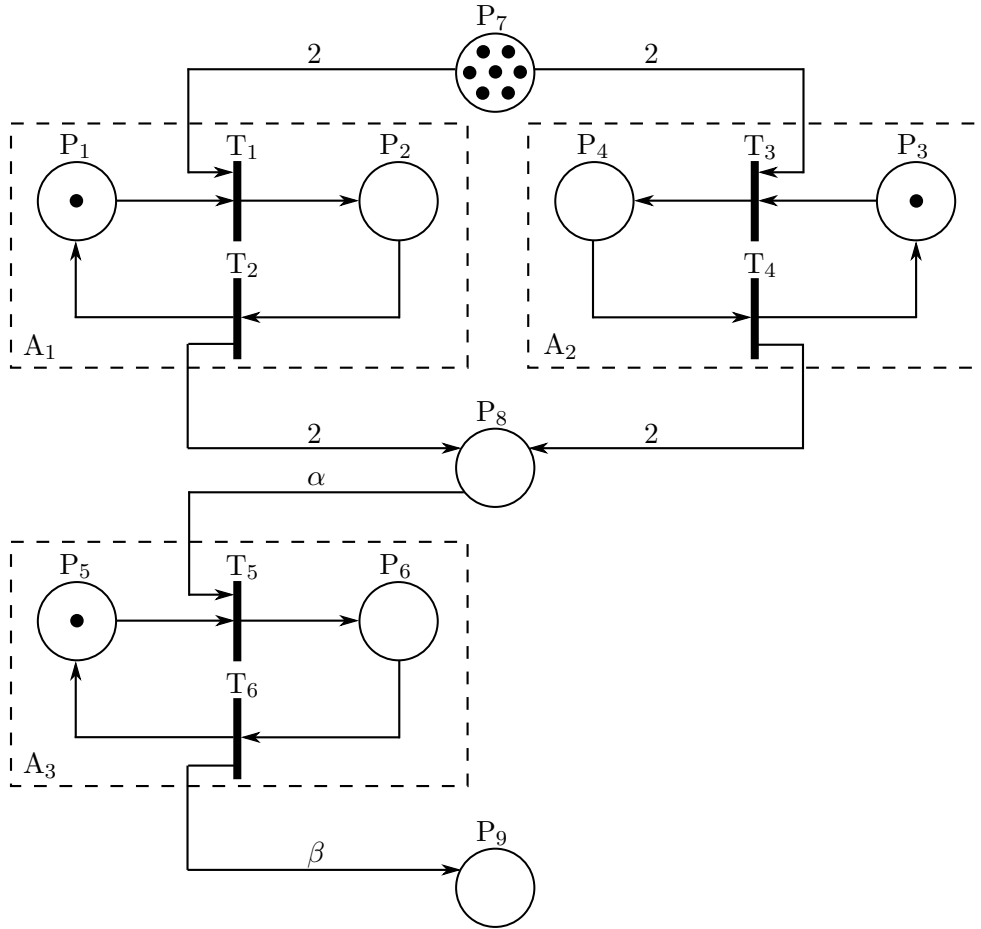 P₇
2 2
P₁ T₁ P₂ P₄ T₃ P₃
T₂ T₄
A₁ A₂
P₈
2 2
α
P₅ T₅ P₆
T₆
A₃
P₉
β